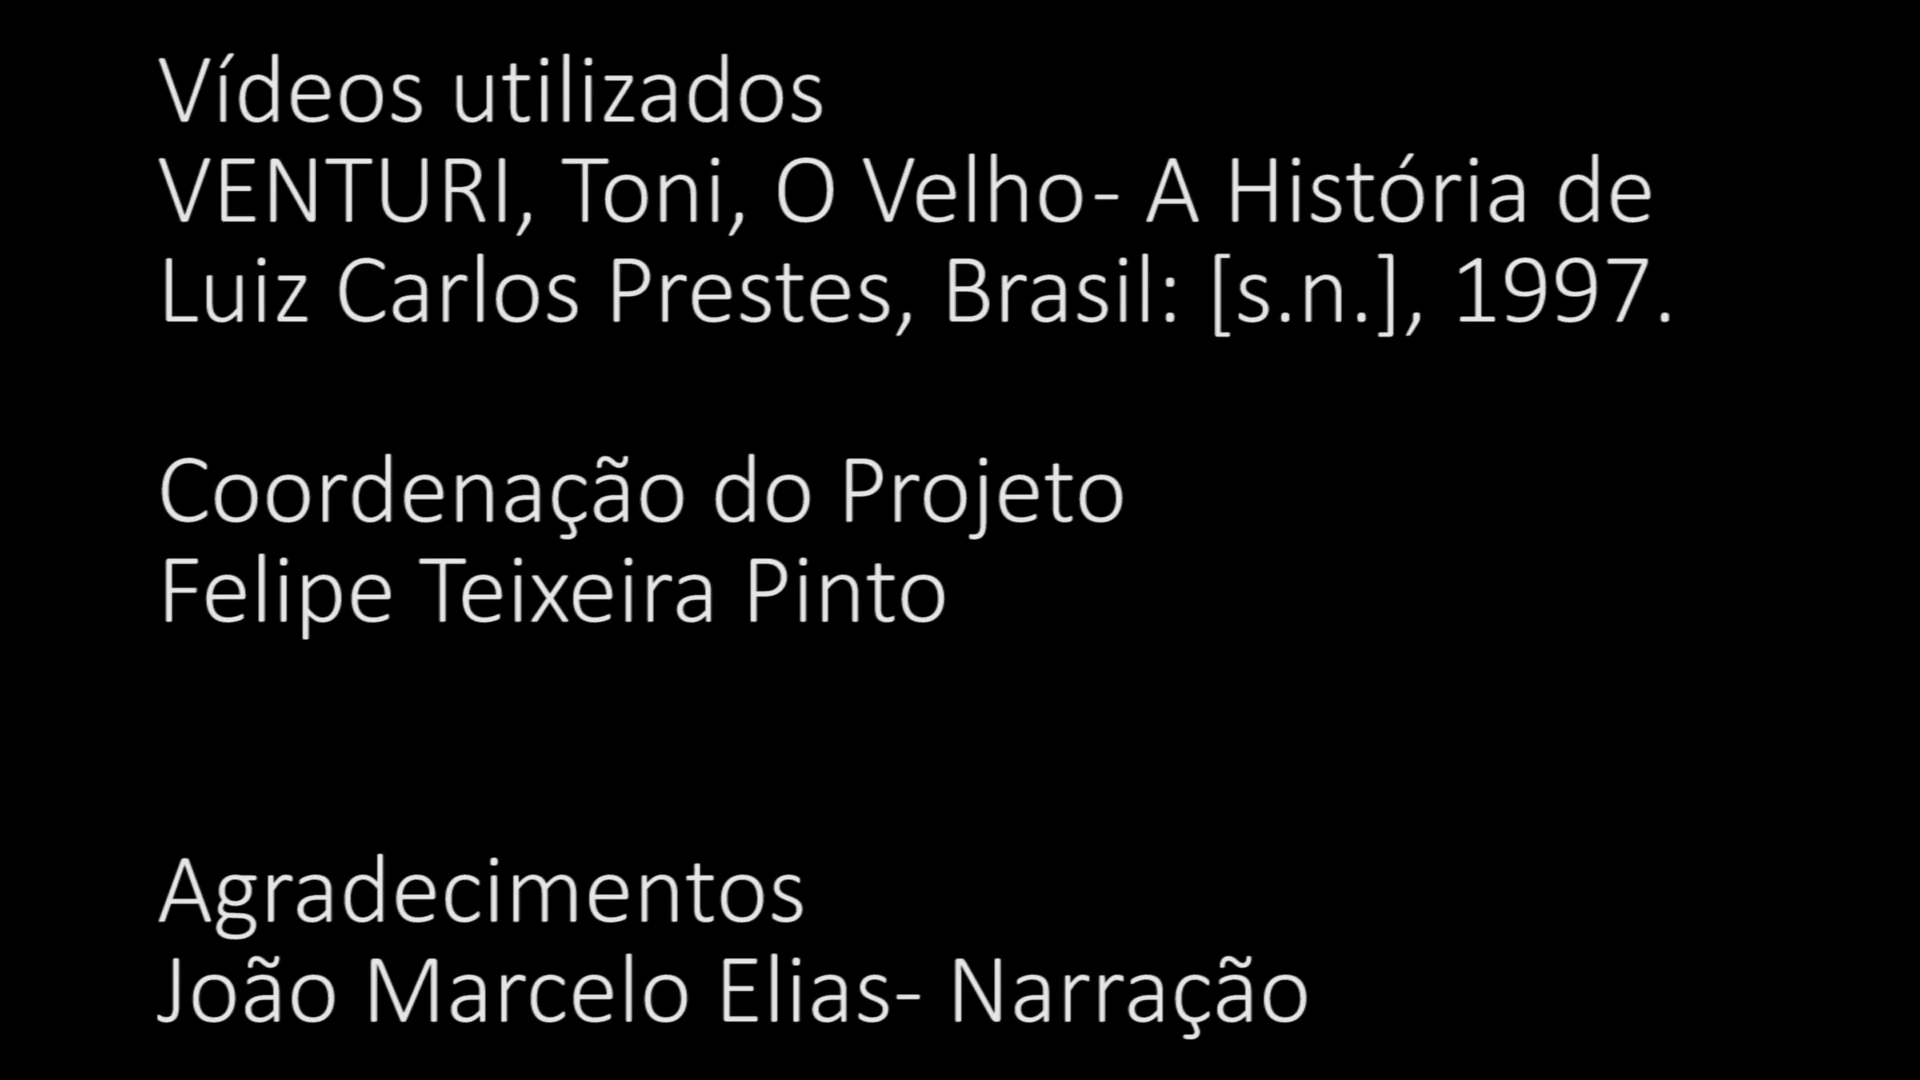 Vídeos utilizados
VENTURI, Toni, O Velho- A História de
Luiz Carlos Prestes, Brasil: [s.n.], 1997.
Coordenação do Projeto
Felipe Teixeira Pinto
Agradecimentos
João Marcelo Elias- Narração